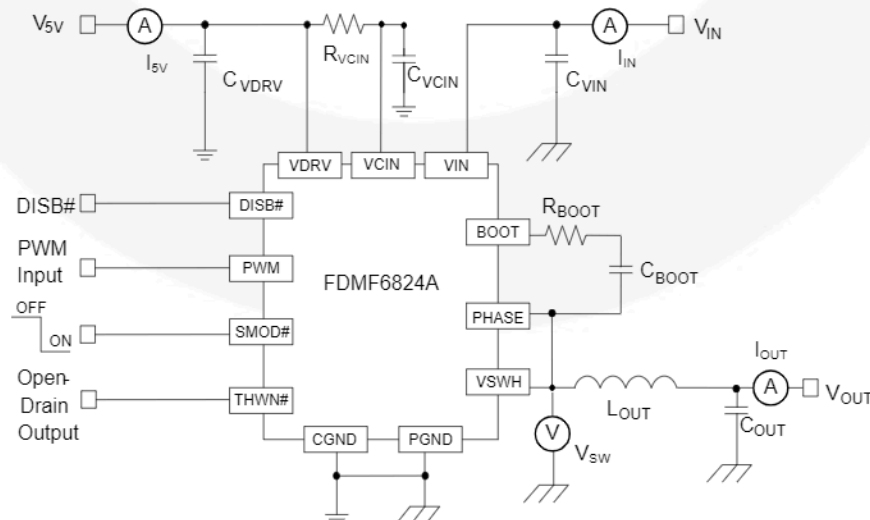 V5V
A
I5V
CVDRV
RVCIN
CVCIN
CVIN
A
IIN
VIN
VDRV
VCIN
VIN
DISB#
DISB#
PWM
Input
PWM
OFF
ON
SMOD#
Open-
Drain
Output
THWN#
FDMF6824A
BOOT
RBOOT
CBOOT
PHASE
VSWH
LOUT
IOUT
A
VOUT
COUT
V
VSW
CGND
PGND